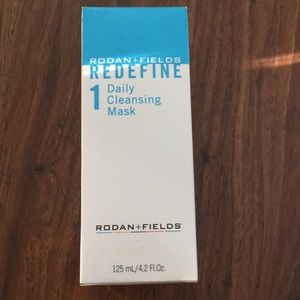 RODAN+FIELDS
REDEFINE
1 Daily
Cleansing
Mask
RODAN+FIELDS
125 mL/4.2 Fl.Oz.